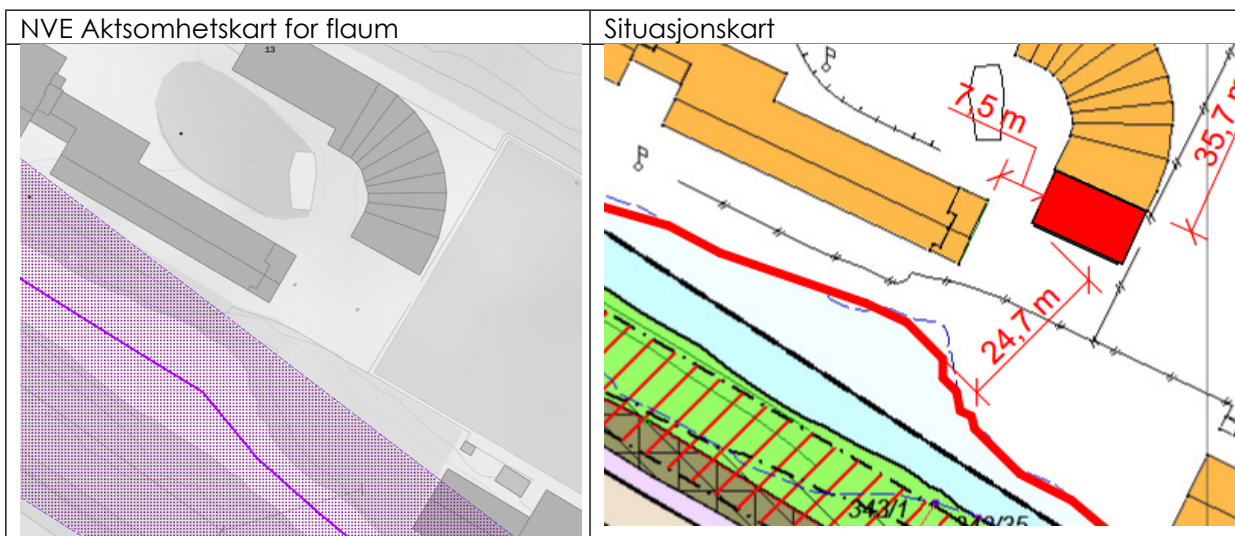 NVE Aktsomhetskart for flaum
Situasjonskart
13
P
7,5 m
35,7 m
P
24,7 m
343/1